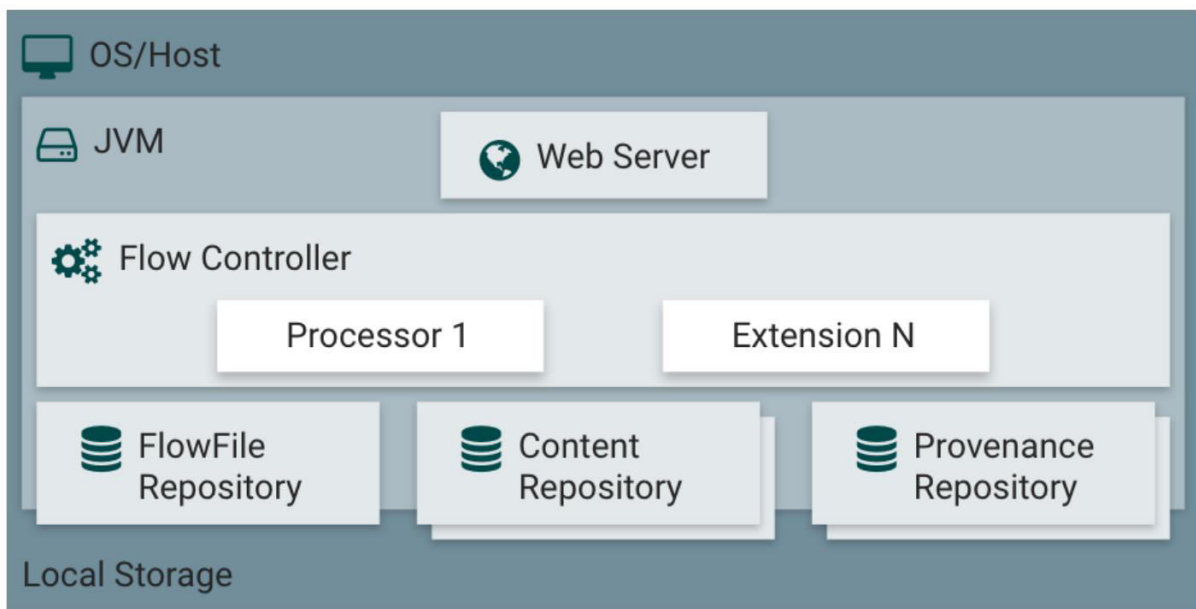 OS/Host
JVM
Web Server
Flow Controller
Processor 1
Extension N
FlowFile
Repository
Content
Repository
Provenance
Repository
Local Storage